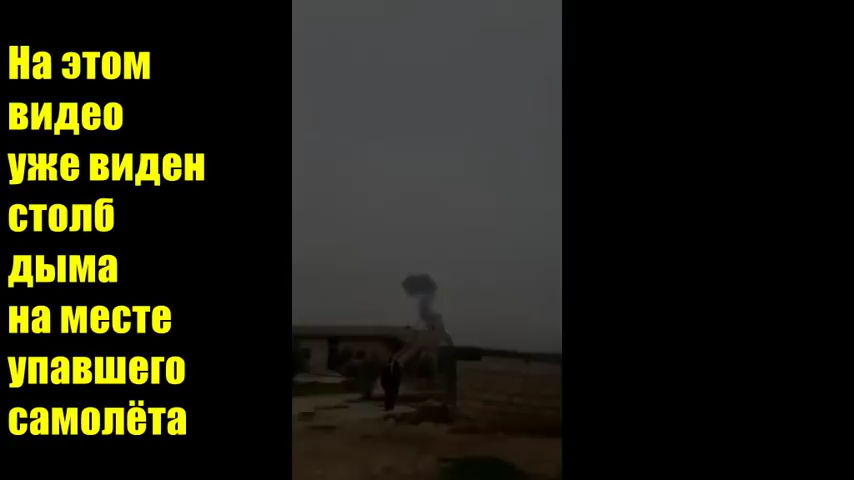 На этом
видео
уже виден
столб
дыма
на месте
упавшего
самолёта